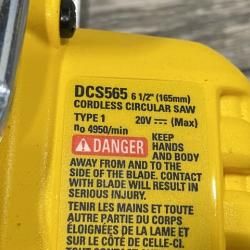 DCS565 6 1/2" (165mm)
CORDLESS CIRCULAR SAW
TYPE 1 20V ⎓ (Max)
n₀ 4950/min
DANGER KEEP
HANDS
AND BODY
AWAY FROM AND TO THE
SIDE OF THE BLADE. CONTACT
WITH BLADE WILL RESULT IN
SERIOUS INJURY.
TENIR LES MAINS ET TOUTE
AUTRE PARTIE DU CORPS
ÉLOIGNÉES DE LA LAME ET
SUR LE CÔTÉ DE CELLE-CI.